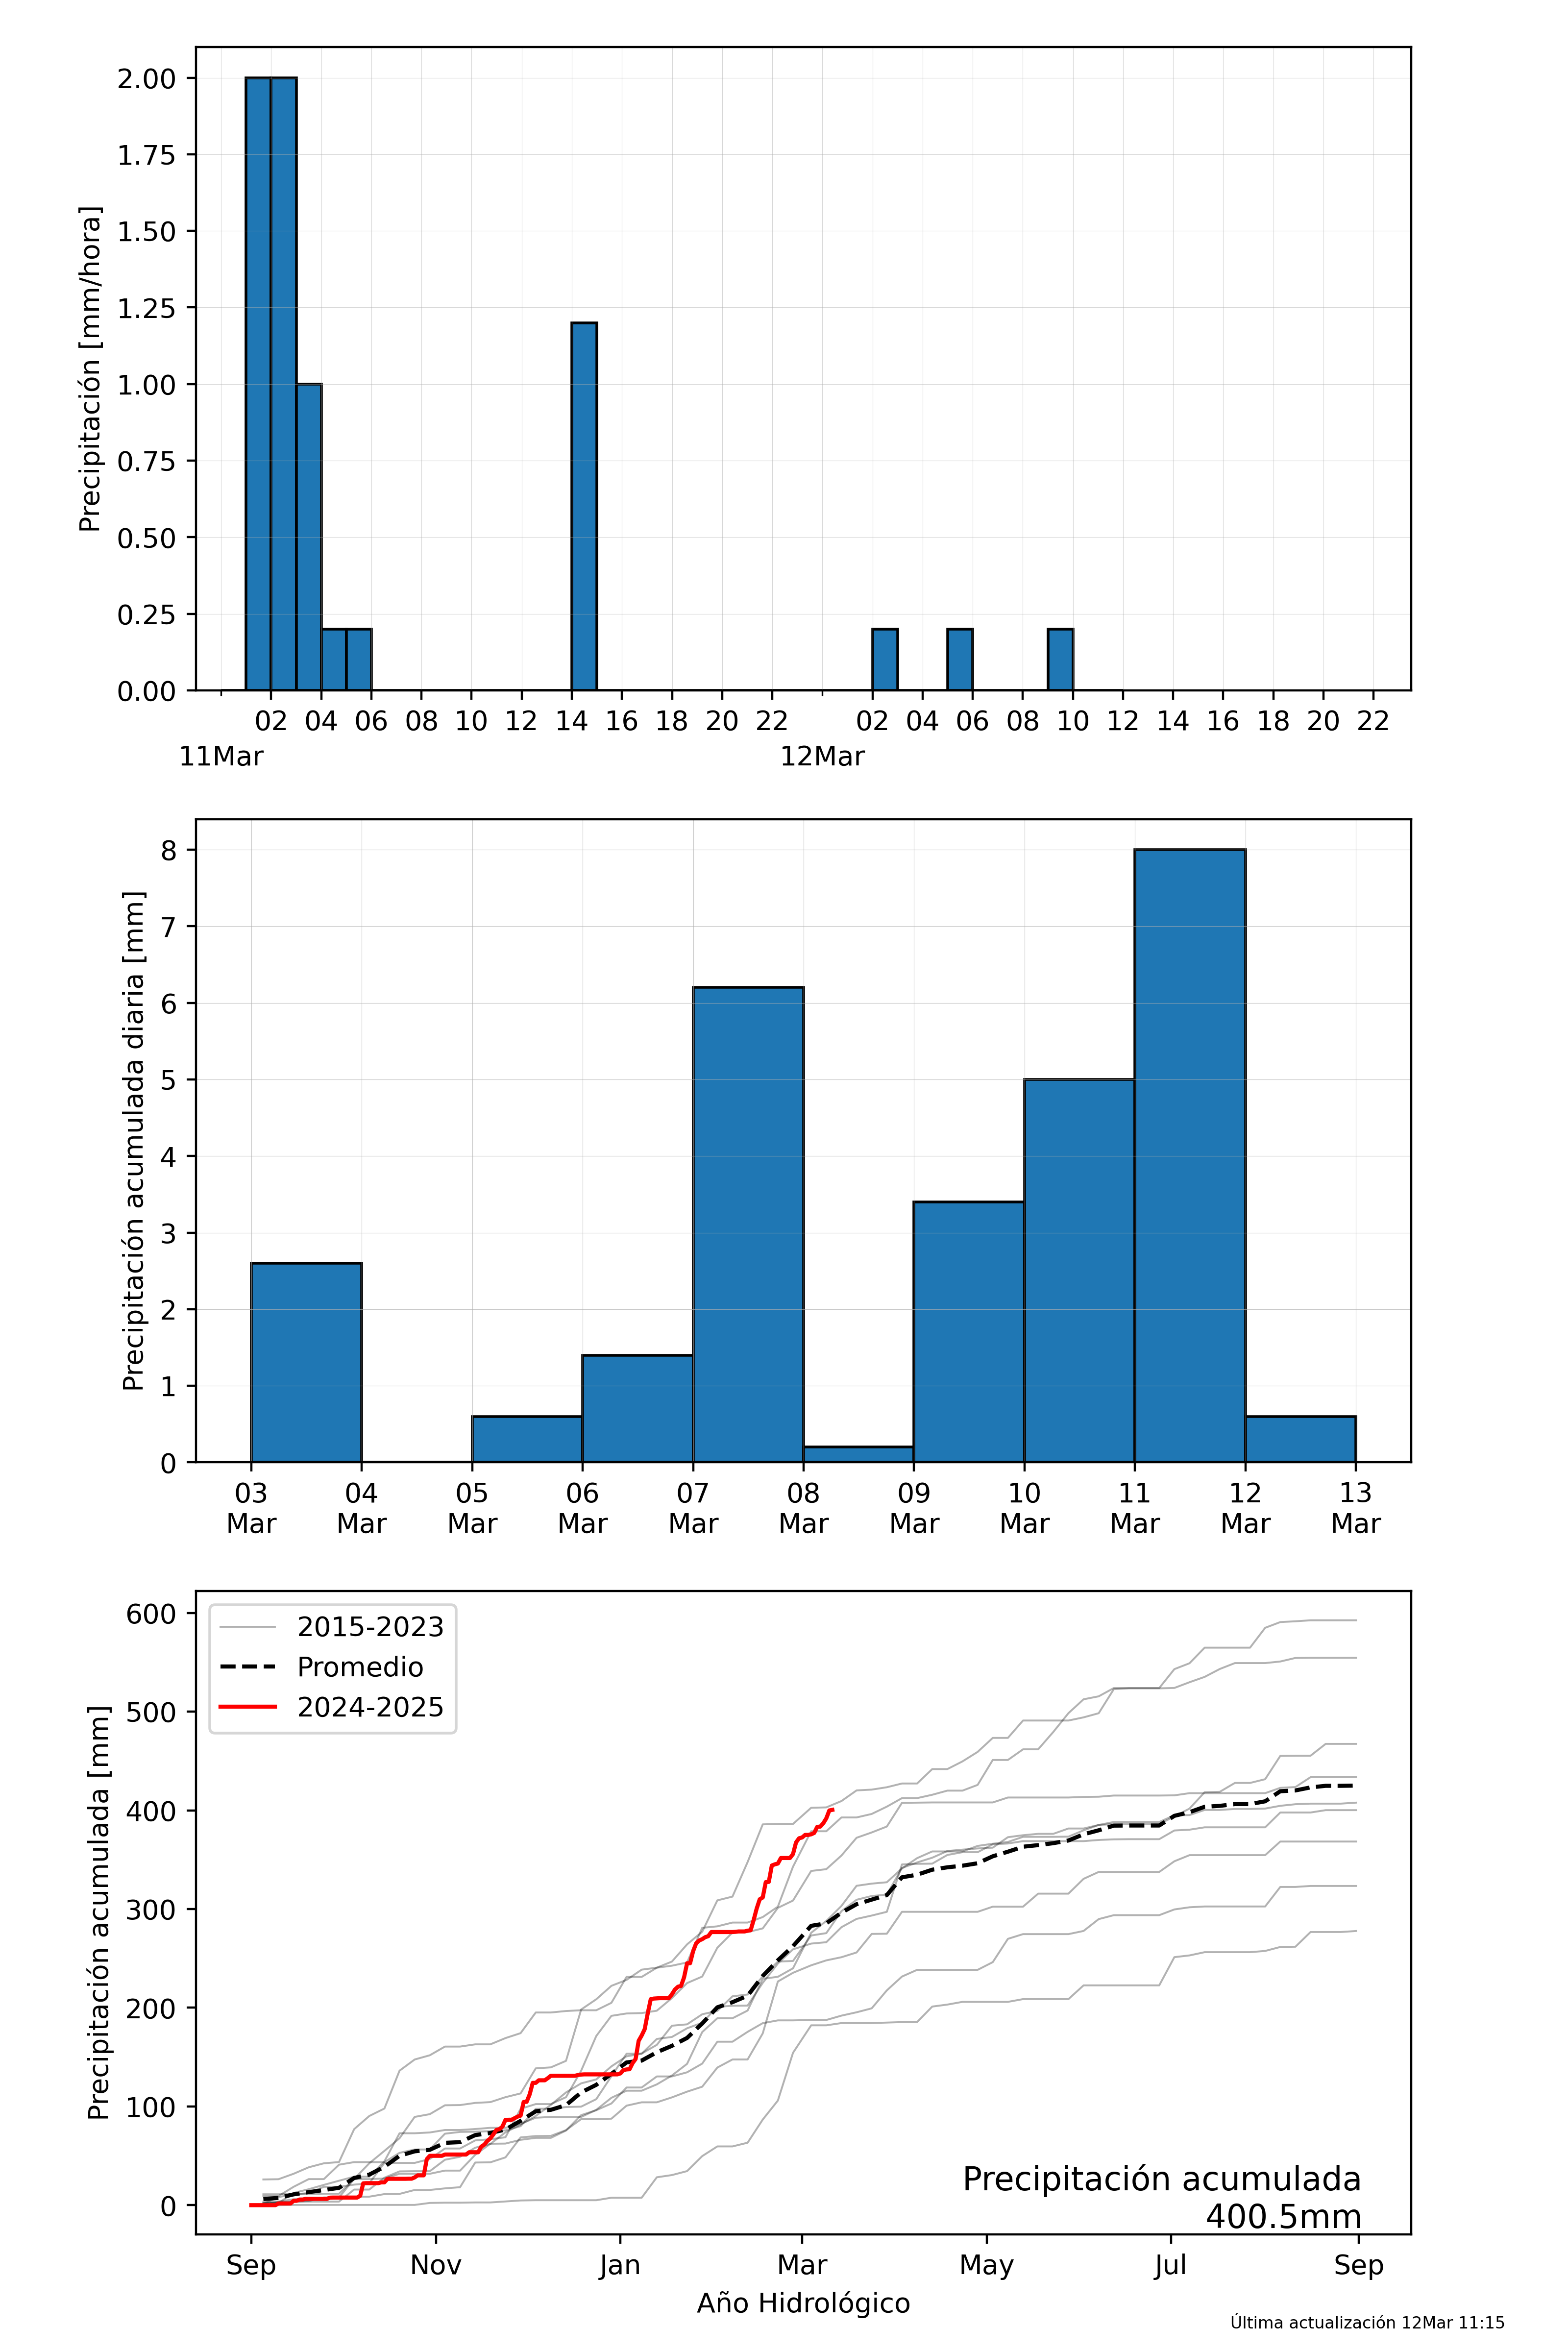 2.00
1.75
1.50
1.25
1.00
0.75
0.50
0.25
0.00
Precipitación [mm/hora]
02 04 06 08 10 12 14 16 18 20 22 02 04 06 08 10 12 14 16 18 20 22
11Mar 12Mar
8
7
6
5
4
3
2
1
0
Precipitación acumulada diaria [mm]
03 04 05 06 07 08 09 10 11 12 13
Mar Mar Mar Mar Mar Mar Mar Mar Mar Mar Mar
600
500
400
300
200
100
0
Precipitación acumulada [mm]
2015-2023
Promedio
2024-2025
Precipitación acumulada
400.5mm
Sep Nov Jan Mar May Jul Sep
Año Hidrológico
Última actualización 12Mar 11:15